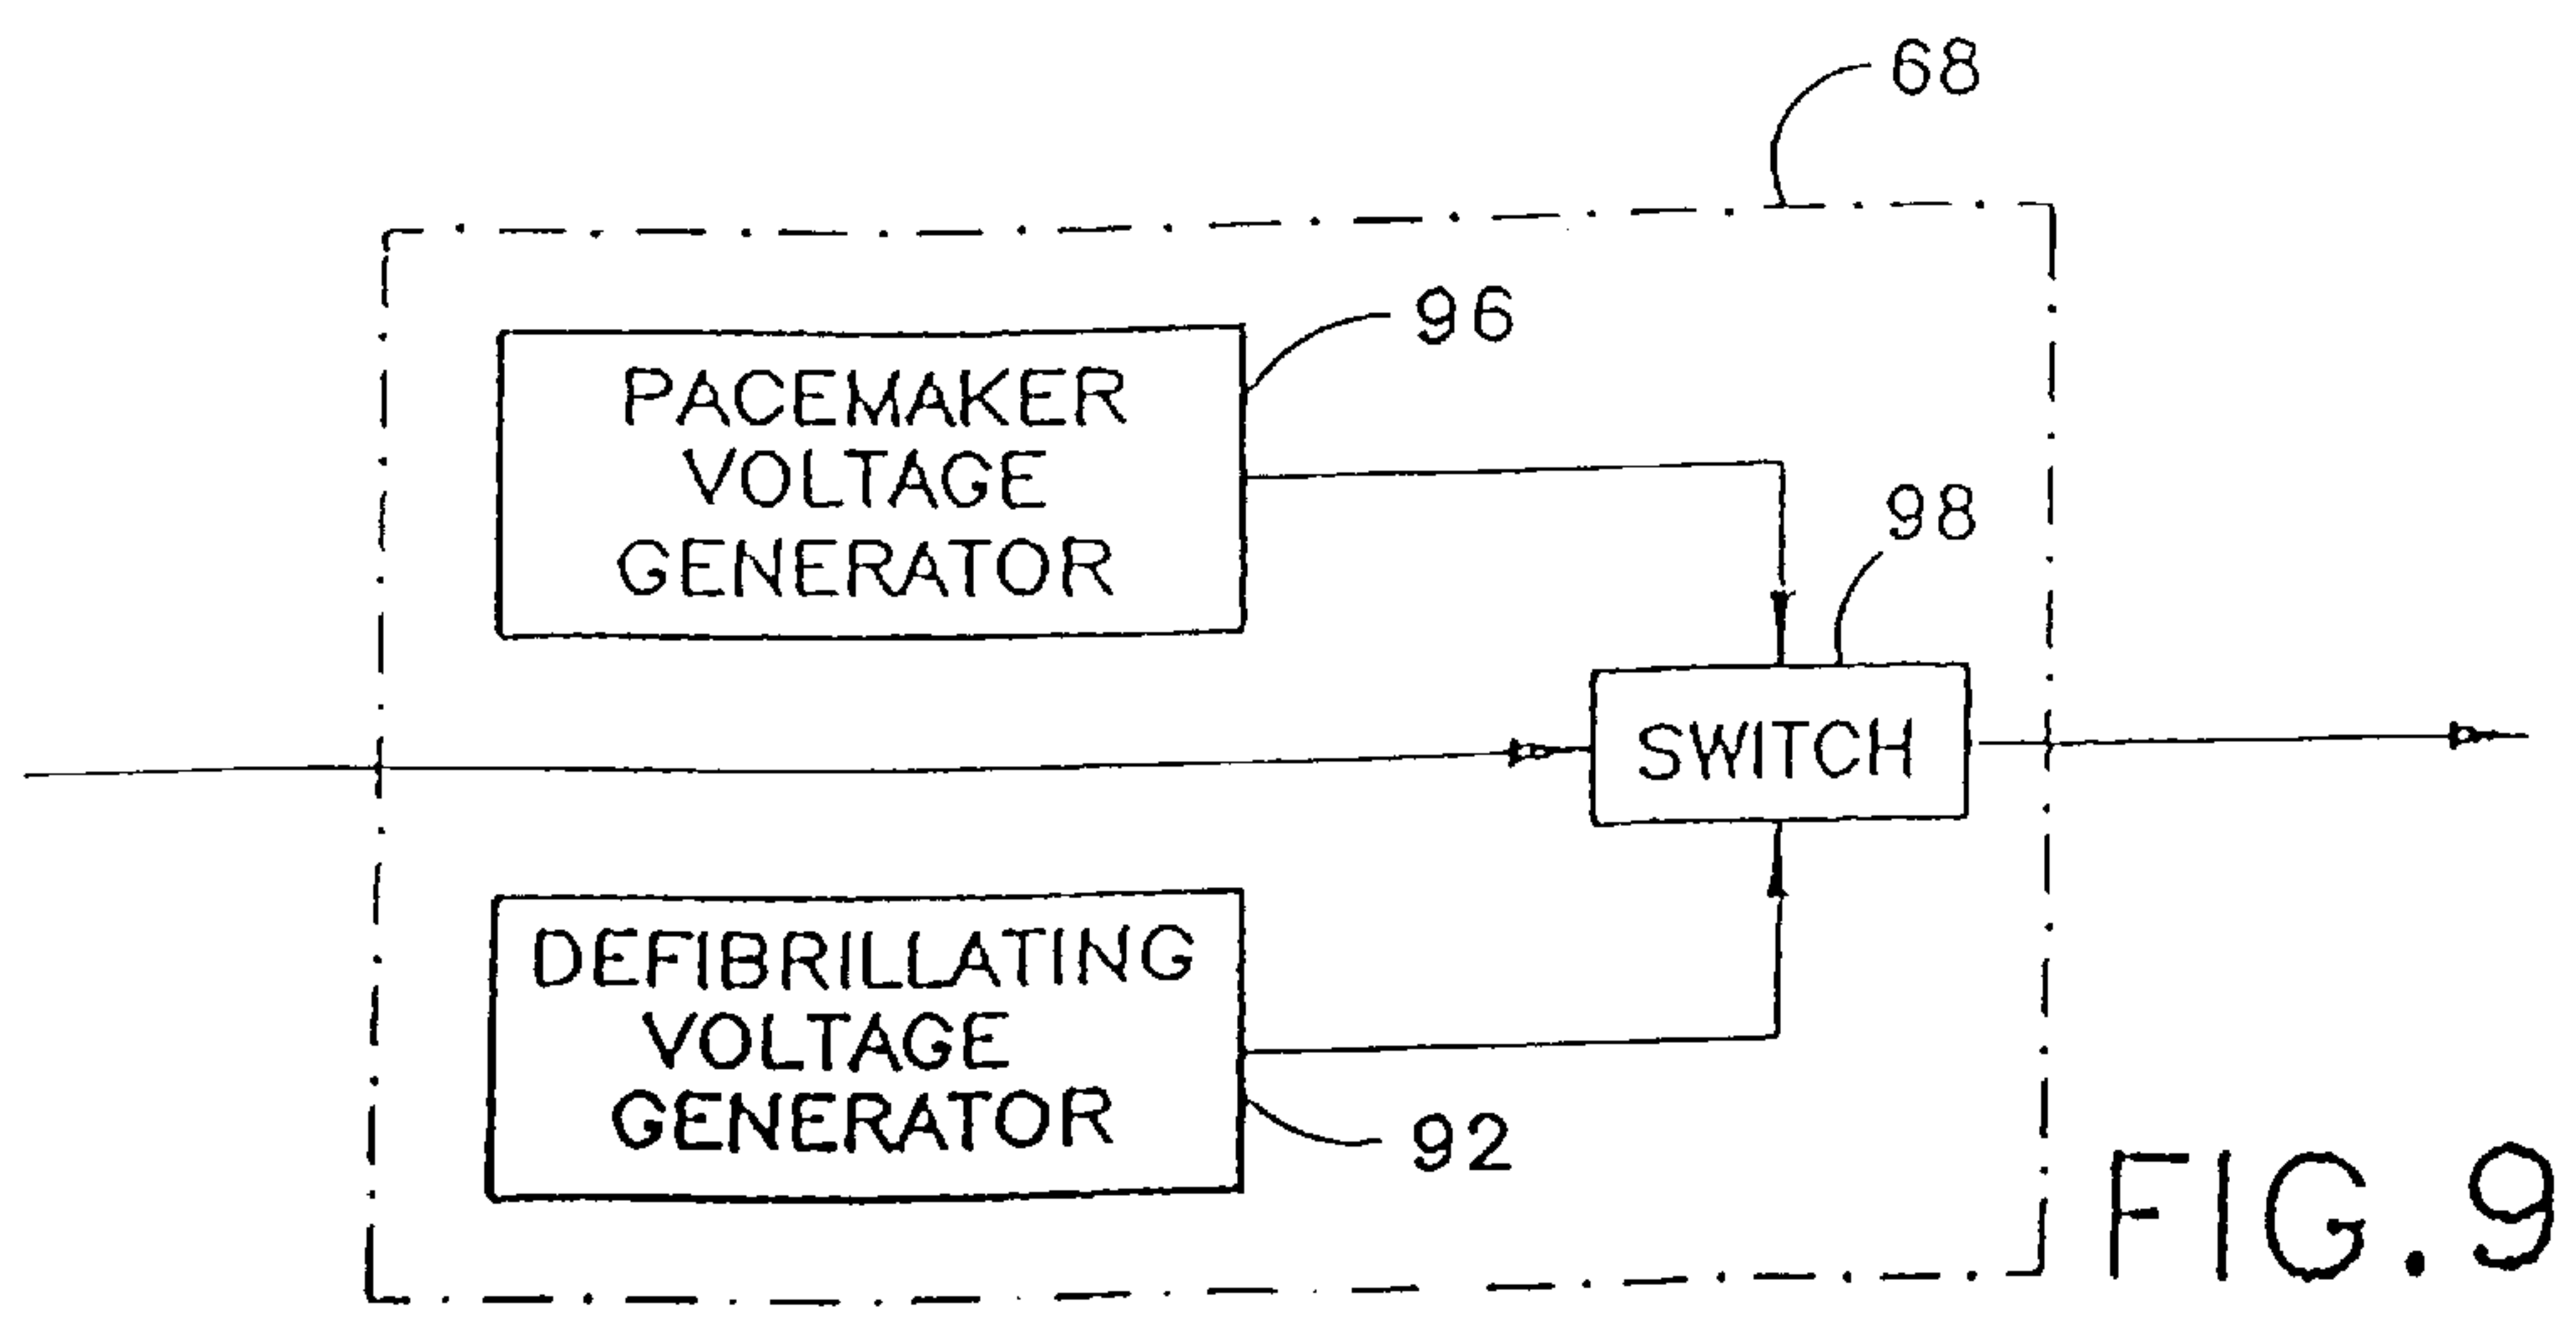 68
96
PACEMAKER
VOLTAGE
GENERATOR
98
SWITCH
DEFIBRILLATING
VOLTAGE
GENERATOR
92
FIG.9